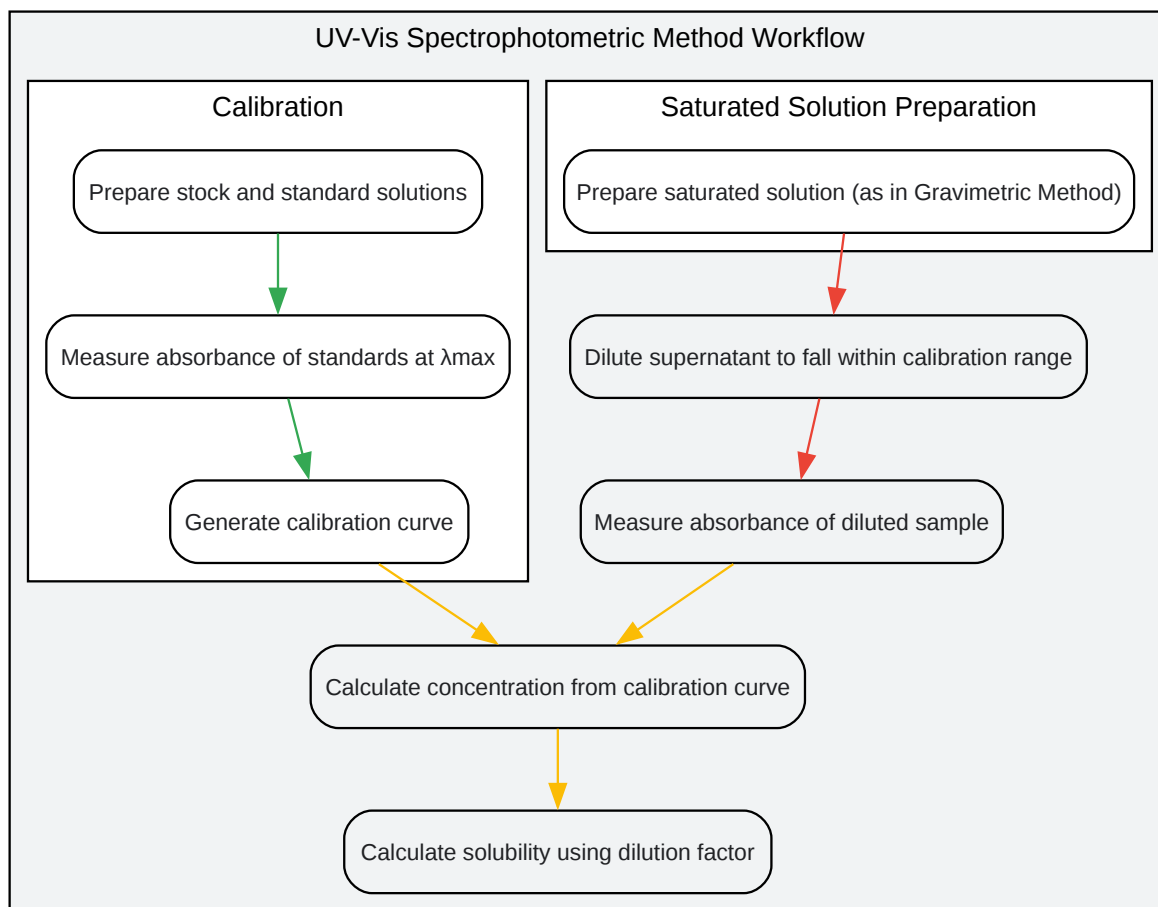 UV-Vis Spectrophotometric Method Workflow
Calibration
Prepare stock and standard solutions
Measure absorbance of standards at λmax
Generate calibration curve
Saturated Solution Preparation
Prepare saturated solution (as in Gravimetric Method)
Dilute supernatant to fall within calibration range
Measure absorbance of diluted sample
Calculate concentration from calibration curve
Calculate solubility using dilution factor